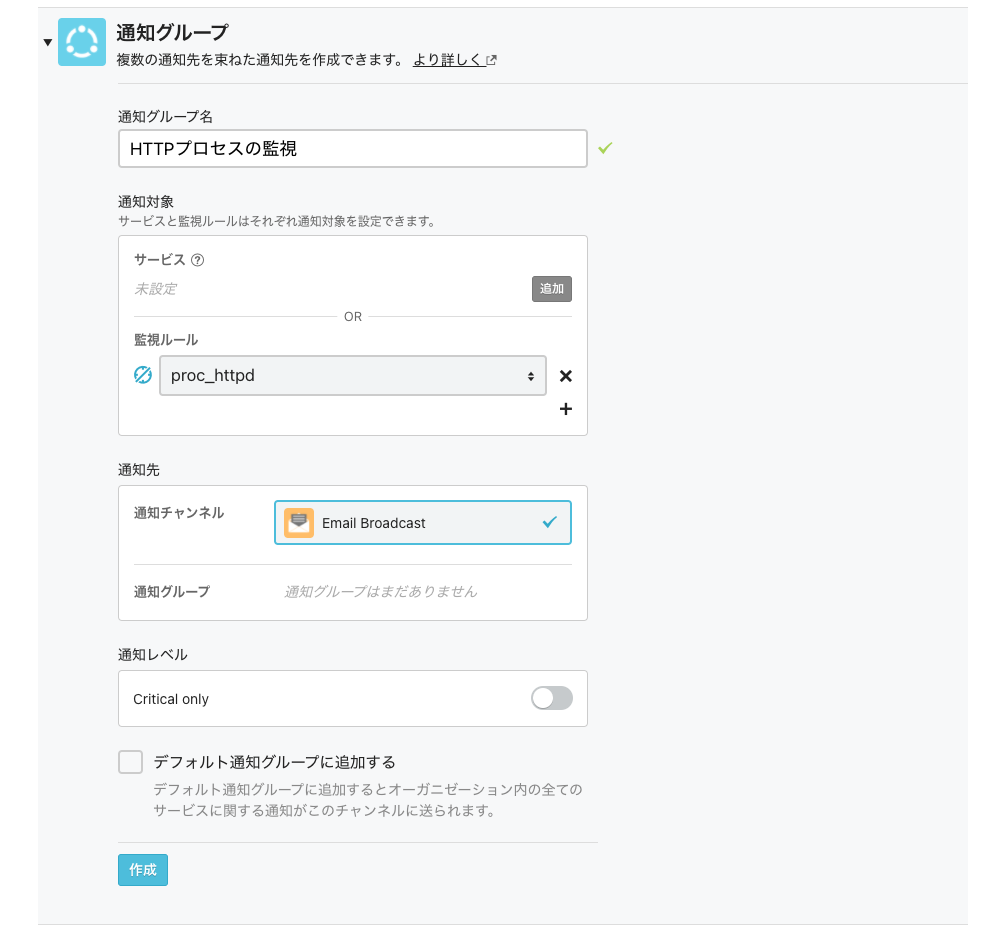 通知グループ
複数の通知先を束ねた通知先を作成できます。 より詳しく
通知グループ名
HTTPプロセスの監視
通知対象
サービスと監視ルールはそれぞれ通知対象を設定できます。
サービス
未設定
追加
OR
監視ルール
proc_httpd
通知先
通知チャンネル
Email Broadcast
通知グループ
通知グループはまだありません
通知レベル
Critical only
デフォルト通知グループに追加する
デフォルト通知グループに追加するとオーガニゼーション内の全ての
サービスに関する通知がこのチャンネルに送られます。
作成